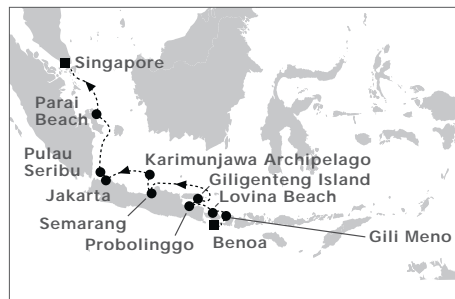 Singapore
Parai
Beach
Pulau
Seribu
Karimunjawa Archipelago
Giligenteng Island
Lovina Beach
Jakarta
Semarang
Probolinggo
Benoa
Gili Meno